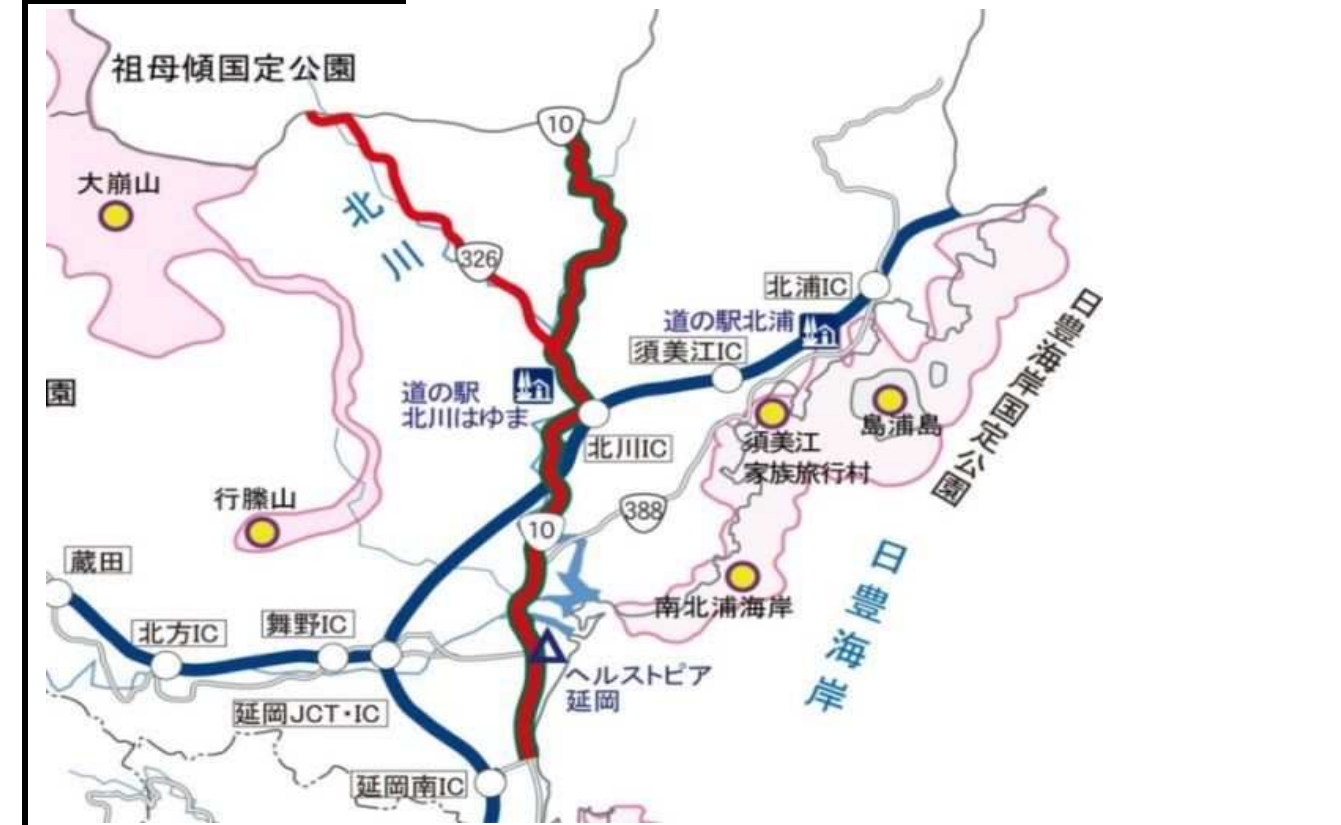 祖母傾国定公園
10
大崩山
北
川
326
北浦IC
道の駅北浦
須美江IC
日豊海岸国定公園
園
道の駅
北川はゆま
島浦島
須美江
家族旅行村
北川IC
行縢山
388
10
日豊海岸
蔵田
南北浦海岸
北方IC
舞野IC
ヘルストピア
延岡
延岡JCT・IC
延岡南IC